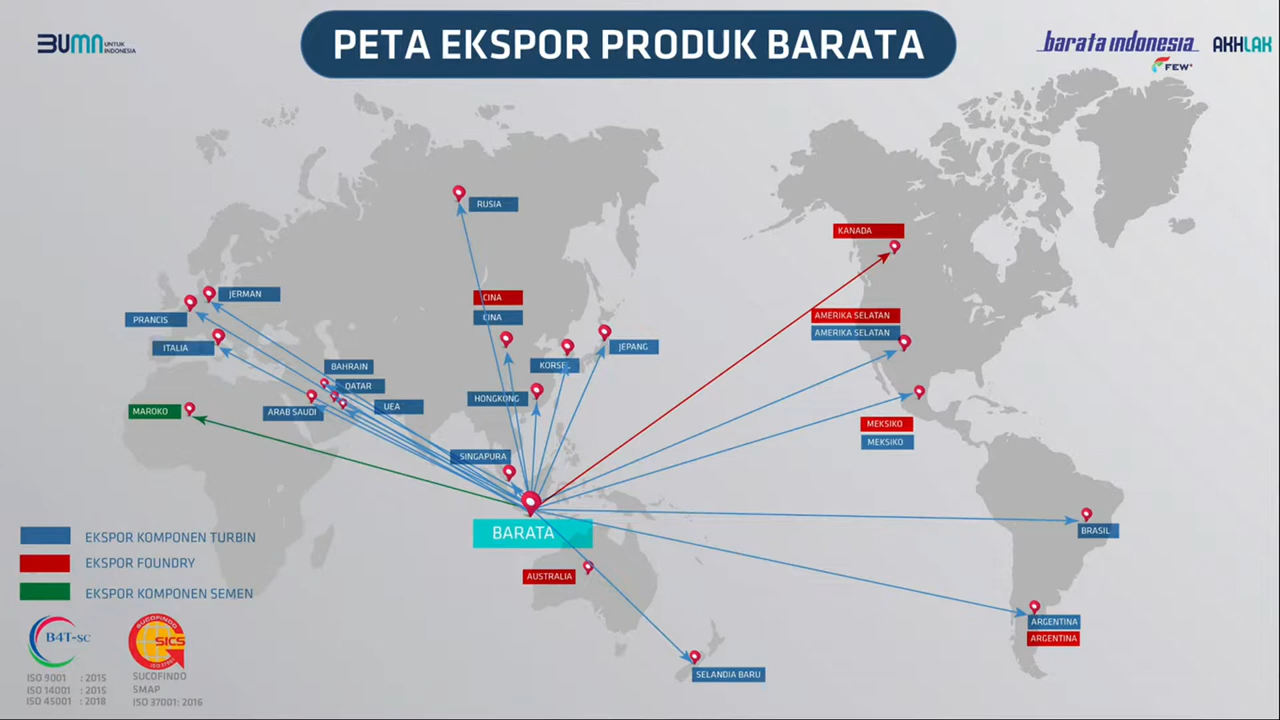 BUMN UNTUK INDONESIA
PETA EKSPOR PRODUK BARATA
barata indonesia
FEW
AKHLAK
RUSIA
KANADA
JERMAN
PRANCIS
ITALIA
CINA
CINA
AMERIKA SELATAN
AMERIKA SELATAN
JEPANG
BAHRAIN
QATAR
UEA
ARAB SAUDI
MAROKO
HONGKONG
MEKSIKO
MEKSIKO
SINGAPURA
BARATA
BRASIL
AUSTRALIA
ARGENTINA
ARGENTINA
SELANDIA BARU
EKSPOR KOMPONEN TURBIN
EKSPOR FOUNDRY
EKSPOR KOMPONEN SEMEN
B4T-SC
SUCOFINDO
SICS
ISO 9001 : 2015
ISO 14001 : 2015
ISO 45001 : 2018
SUCOFINDO
SMAP
ISO 37001: 2016